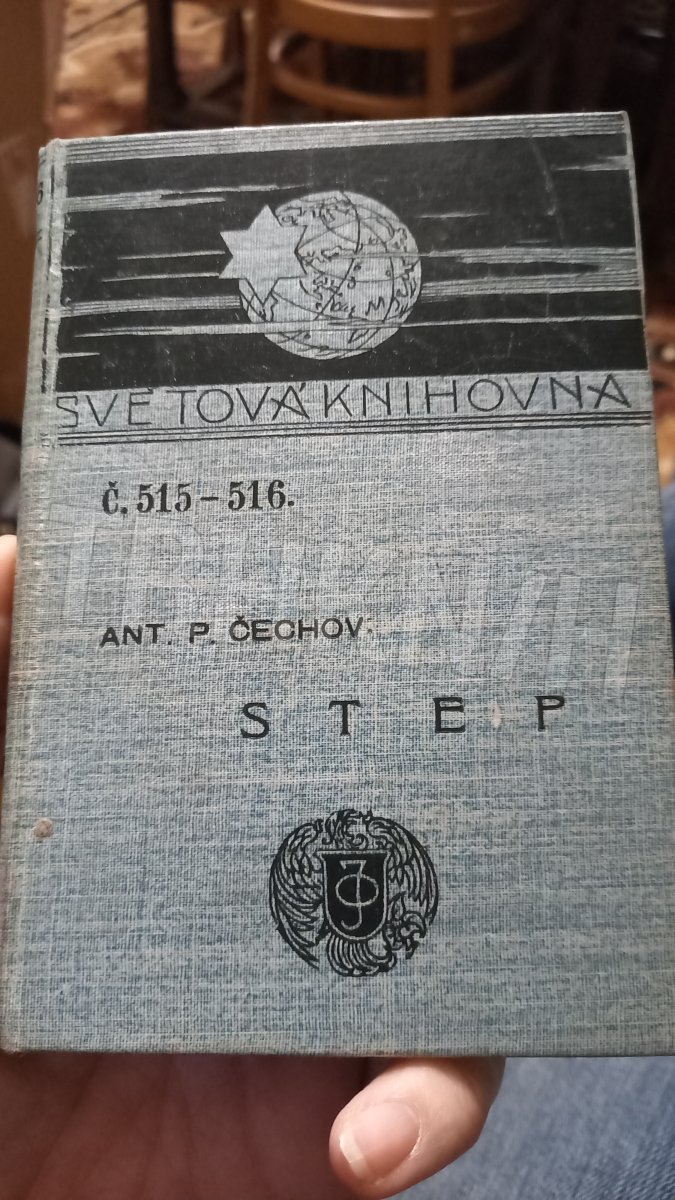 SVĚTOVÁ KNIHOVNA
Č. 515 – 516.
ANT. P. ČECHOV:
STEP